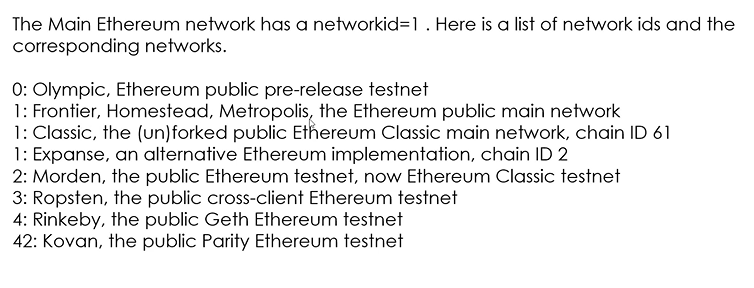 The Main Ethereum network has a networkid=1 . Here is a list of network ids and the
corresponding networks.
0: Olympic, Ethereum public pre-release testnet
1: Frontier, Homestead, Metropolis, the Ethereum public main network
1: Classic, the (un)forked public Ethereum Classic main network, chain ID 61
1: Expanse, an alternative Ethereum implementation, chain ID 2
2: Morden, the public Ethereum testnet, now Ethereum Classic testnet
3: Ropsten, the public cross-client Ethereum testnet
4: Rinkeby, the public Geth Ethereum testnet
42: Kovan, the public Parity Ethereum testnet